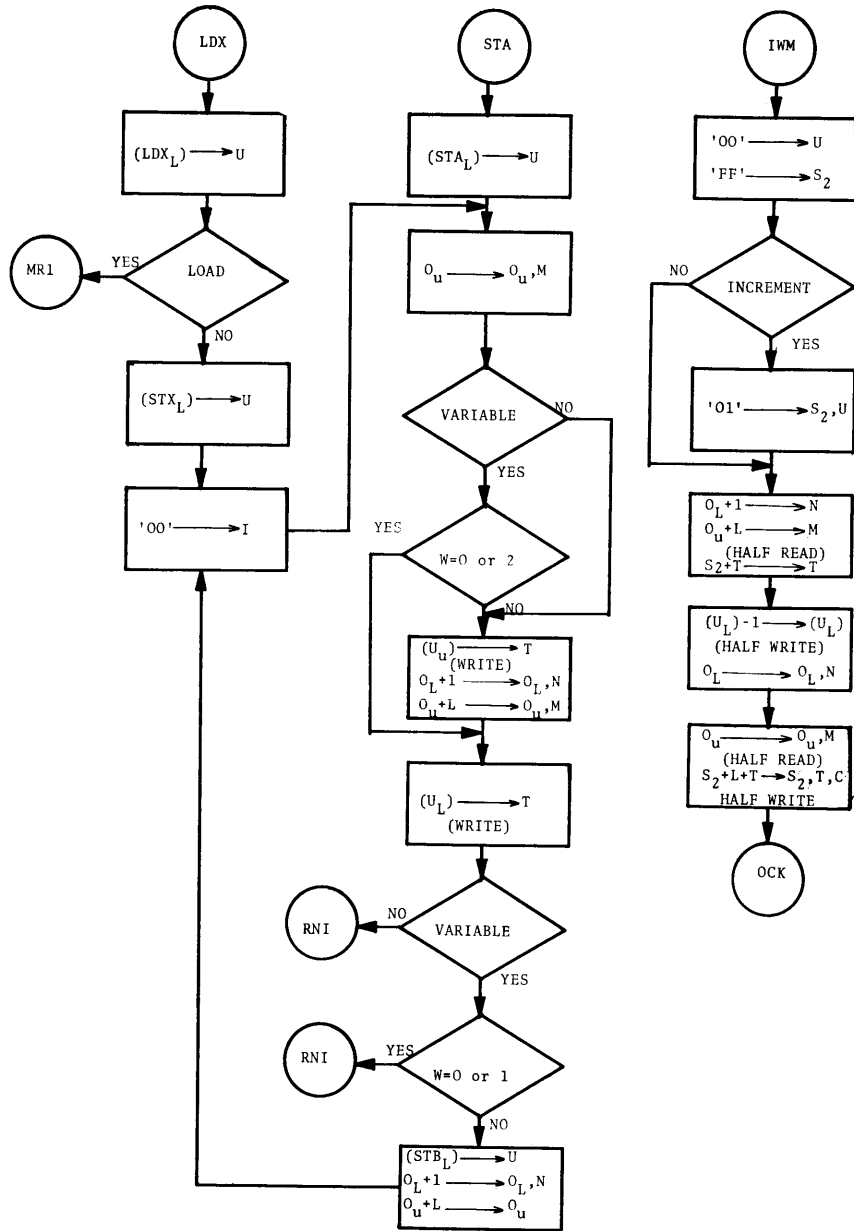 LDX
(LDX_L) → U
LOAD
YES
MR1
NO
(STX_L) → U
'00' → I
STA
(STA_L) → U
O_u → O_u,M
VARIABLE
NO
YES
W=0 or 2
YES
NO
(U_u) → T
(WRITE)
O_L+1 → O_L,N
O_u+L → O_u,M
(U_L) → T
(WRITE)
VARIABLE
NO
RNI
YES
W=0 or 1
YES
RNI
NO
(STB_L) → U
O_L+1 → O_L,N
O_u+L → O_u
IWM
'00' → U
'FF' → S_2
INCREMENT
NO
YES
'01' → S_2,U
O_L+1 → N
O_u+L → M
(HALF READ)
S_2+T → T
(U_L)-1 → (U_L)
(HALF WRITE)
O_L → O_L,N
O_u → O_u,M
(HALF READ)
S_2+L+T → S_2,T,C
HALF WRITE
OCK